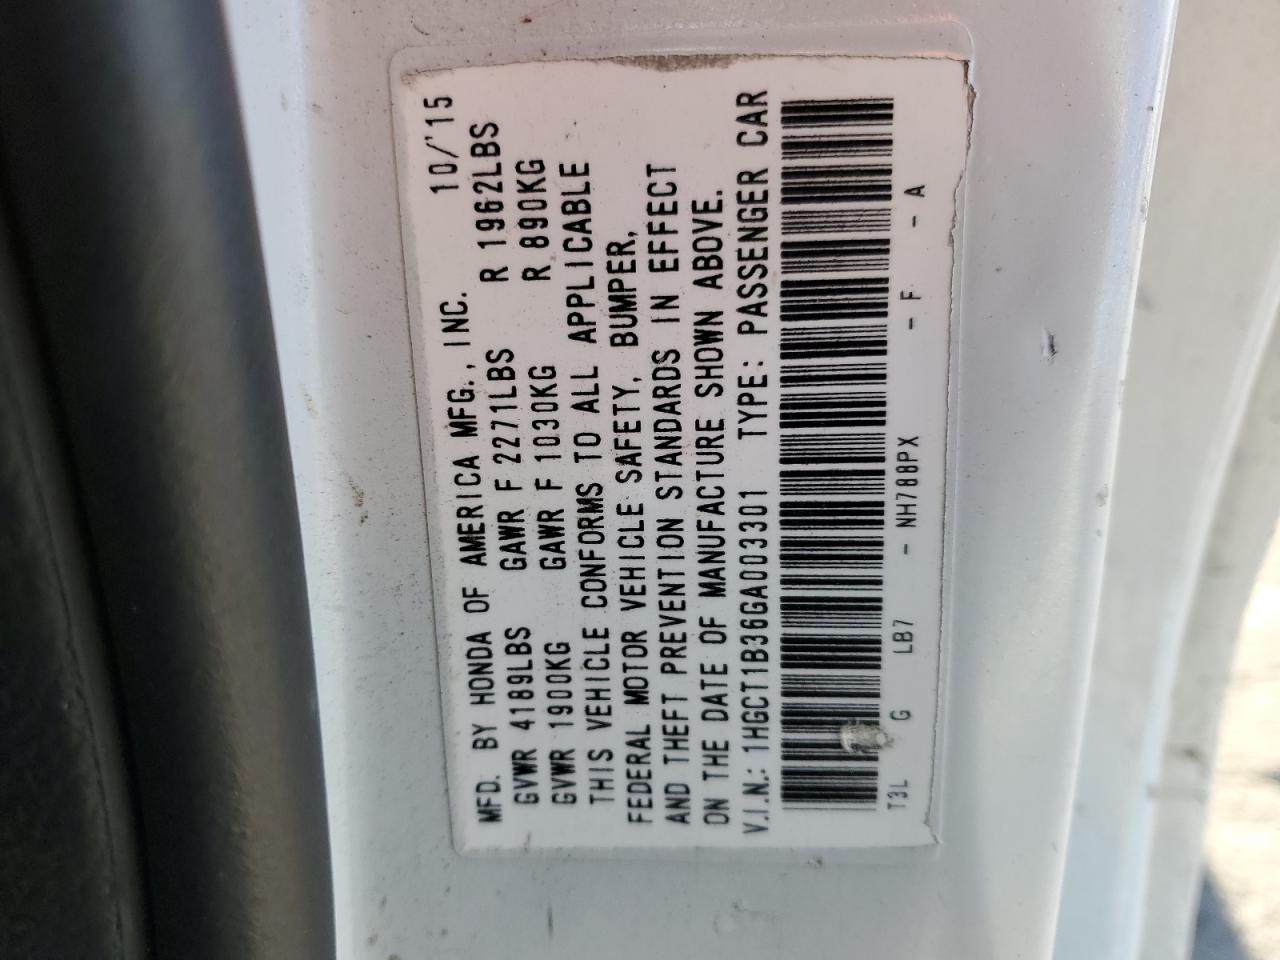 MFD. BY HONDA OF AMERICA MFG., INC. 10/'15
GVWR 4189LBS GAWR F 2271LBS R 1962LBS
GVWR 1900KG GAWR F 1030KG R 890KG
THIS VEHICLE CONFORMS TO ALL APPLICABLE
FEDERAL MOTOR VEHICLE SAFETY, BUMPER,
AND THEFT PREVENTION STANDARDS IN EFFECT
ON THE DATE OF MANUFACTURE SHOWN ABOVE.
V.I.N.: 1HGCT1B36GA003301 TYPE: PASSENGER CAR
T3L G LB7 - NH788PX - F - A